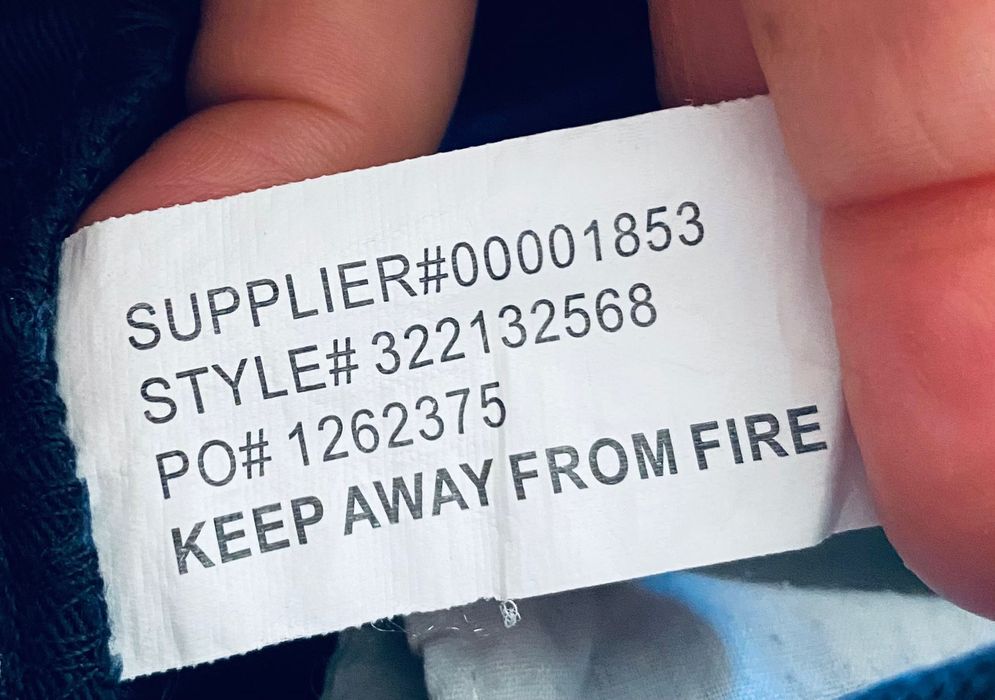 SUPPLIER#00001853
STYLE# 322132568
PO# 1262375
KEEP AWAY FROM FIRE